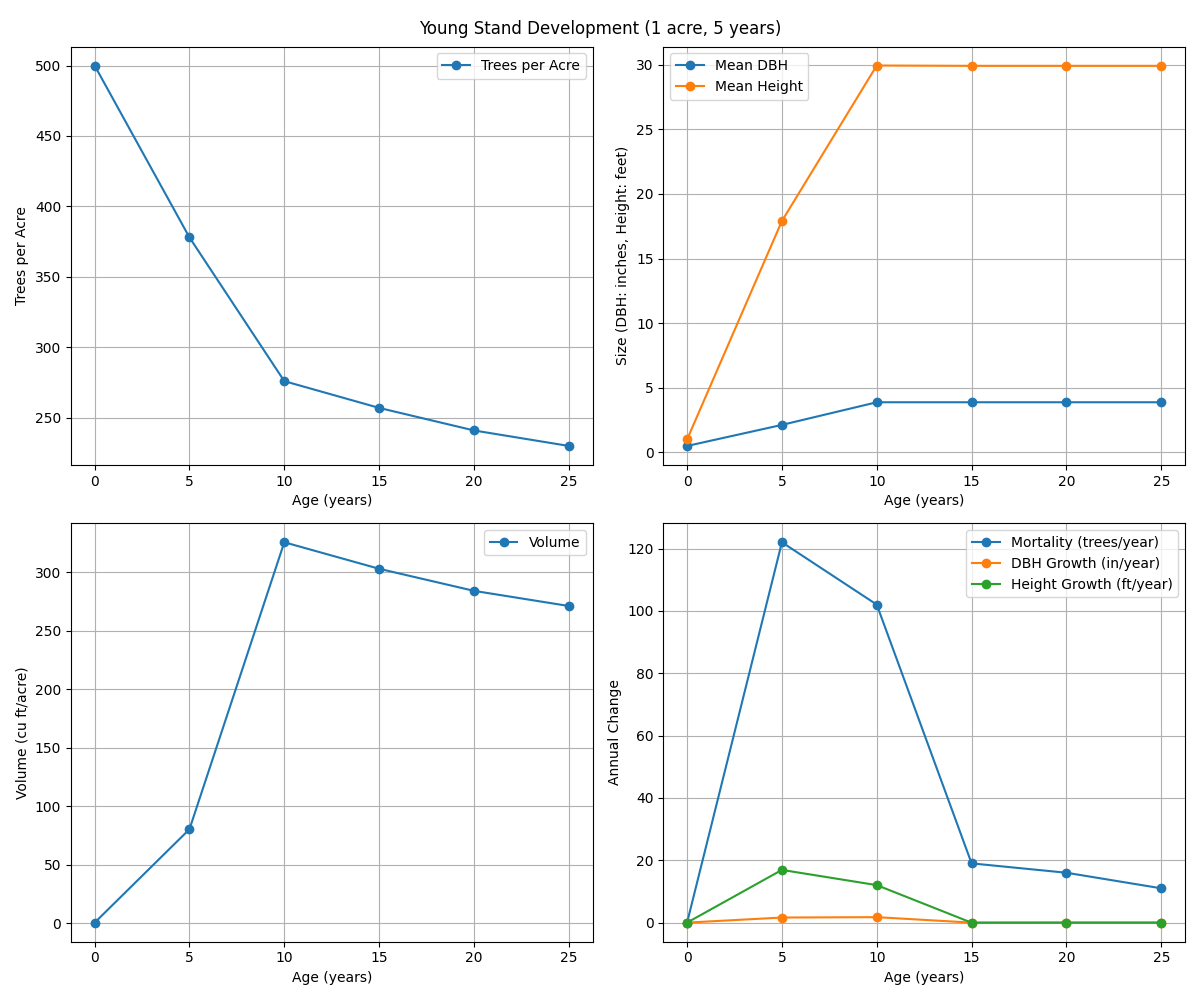 Young Stand Development (1 acre, 5 years)
Trees per Acre
500
450
400
350
300
250
Trees per Acre
0 5 10 15 20 25
Age (years)
Mean DBH
Mean Height
30
25
20
15
10
5
0
Size (DBH: inches, Height: feet)
0 5 10 15 20 25
Age (years)
Volume
300
250
200
150
100
50
0
Volume (cu ft/acre)
0 5 10 15 20 25
Age (years)
Mortality (trees/year)
DBH Growth (in/year)
Height Growth (ft/year)
120
100
80
60
40
20
0
Annual Change
0 5 10 15 20 25
Age (years)